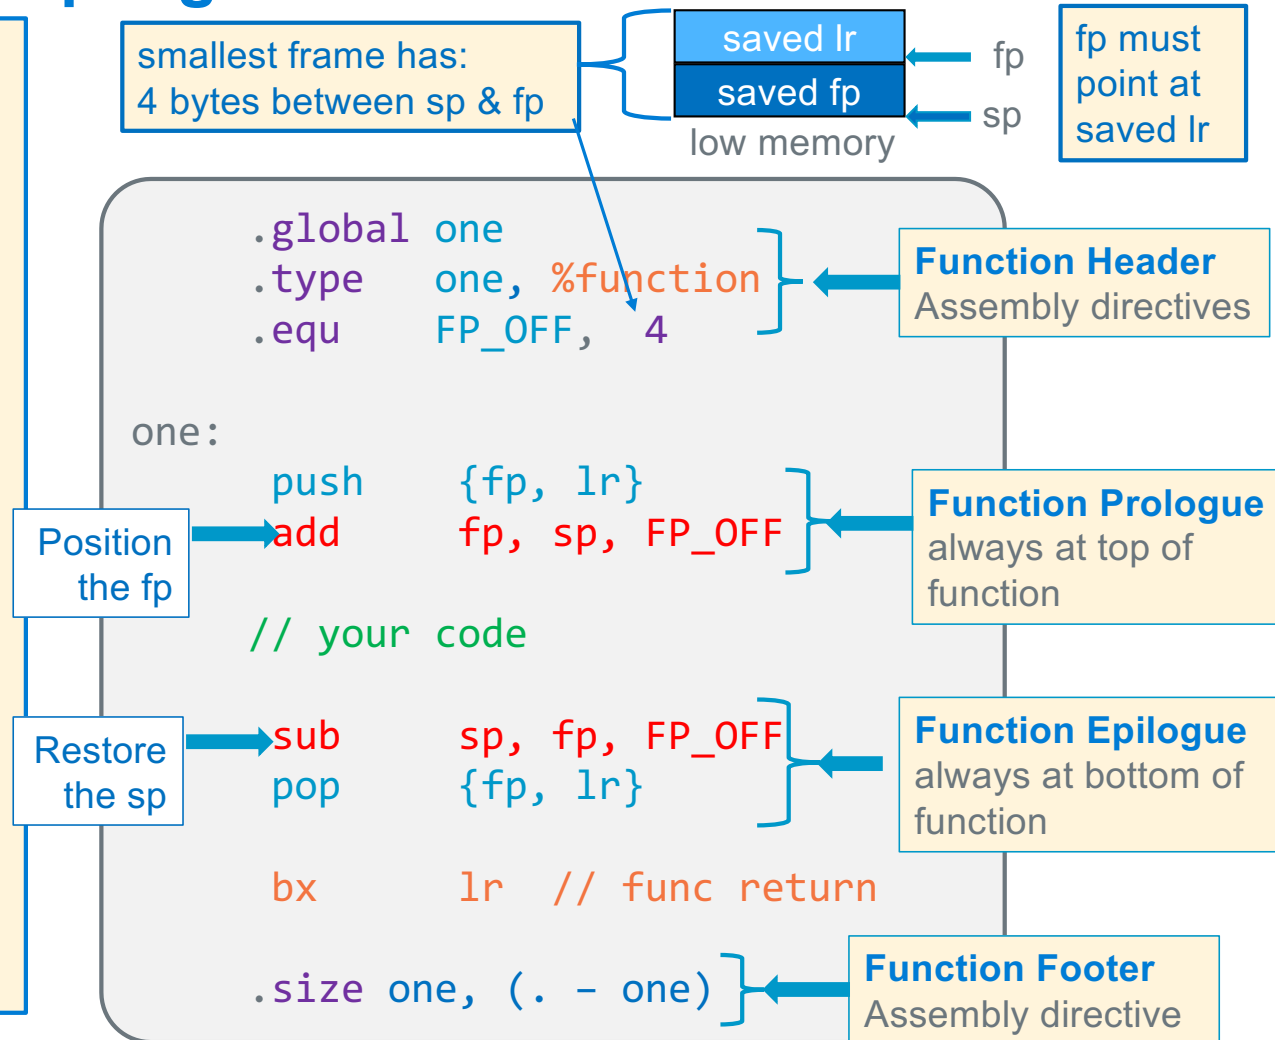 smallest frame has:
4 bytes between sp & fp
saved lr
saved fp
low memory
fp
sp
fp must
point at
saved lr
.global one
.type one, %function
.equ FP_OFF, 4
Function Header
Assembly directives
one:
push {fp, lr}
add fp, sp, FP_OFF
Position
the fp
Function Prologue
always at top of
function
// your code
sub sp, fp, FP_OFF
pop {fp, lr}
Restore
the sp
Function Epilogue
always at bottom of
function
bx lr // func return
.size one, (. – one)
Function Footer
Assembly directive